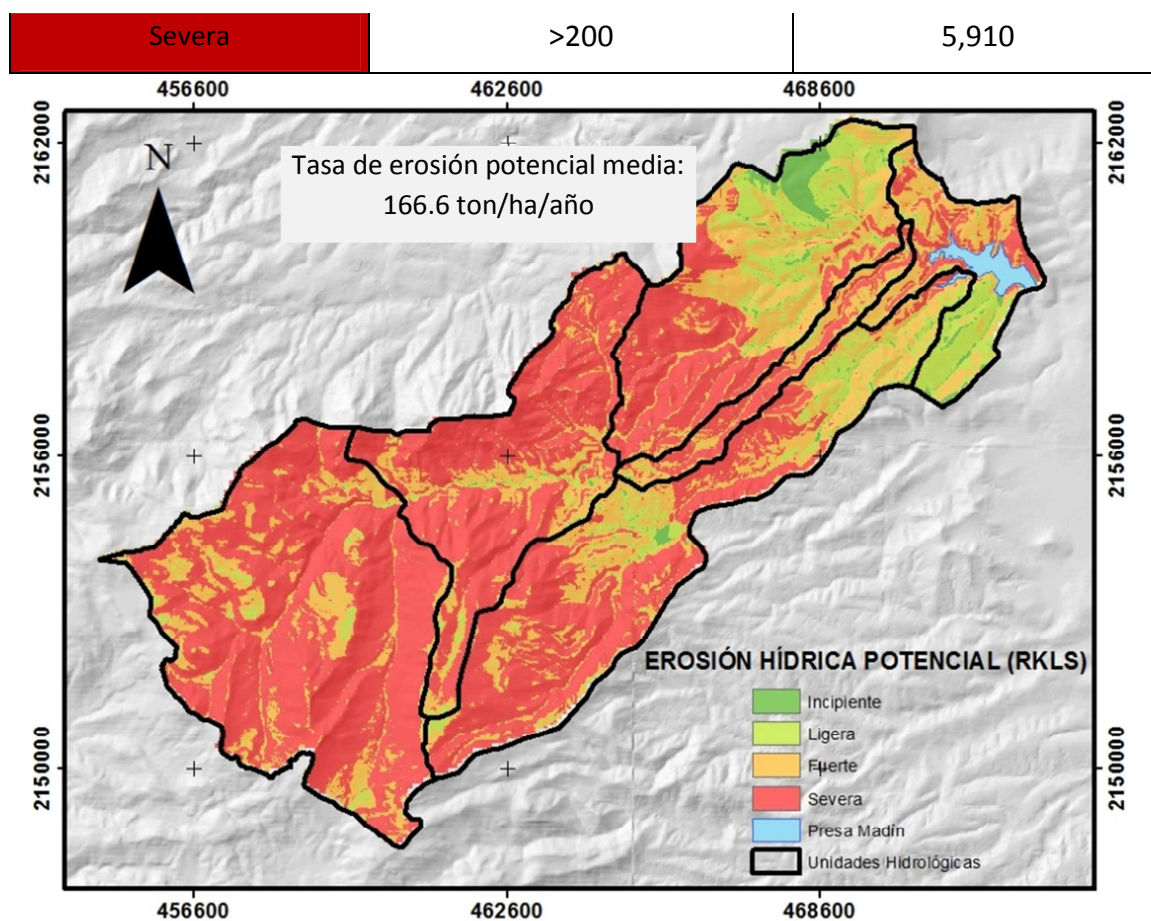 Severa >200 5,910
456600 462600 468600
2162000 2162000
N
Tasa de erosión potencial media:
166.6 ton/ha/año
2156000 2156000
EROSIÓN HÍDRICA POTENCIAL (RKLS)
Incipiente
Ligera
Fuerte
Severa
Presa Madín
Unidades Hidrológicas
2150000 2150000
456600 462600 468600